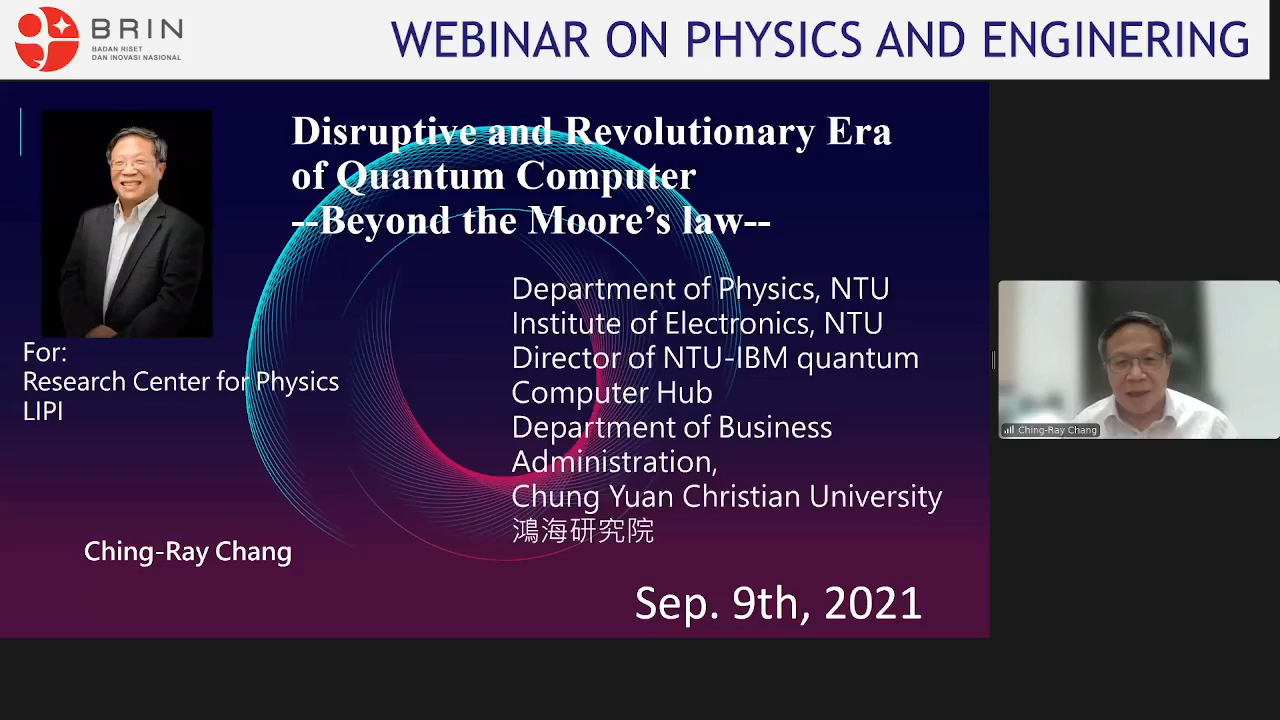 BRIN
BADAN RISET
DAN INOVASI NASIONAL
WEBINAR ON PHYSICS AND ENGINERING
Disruptive and Revolutionary Era
of Quantum Computer
--Beyond the Moore's law--
Department of Physics, NTU
Institute of Electronics, NTU
Director of NTU-IBM quantum
Computer Hub
Department of Business
Administration,
Chung Yuan Christian University
鴻海研究院
For:
Research Center for Physics
LIPI
Ching-Ray Chang
Sep. 9th, 2021
Ching-Ray Chang